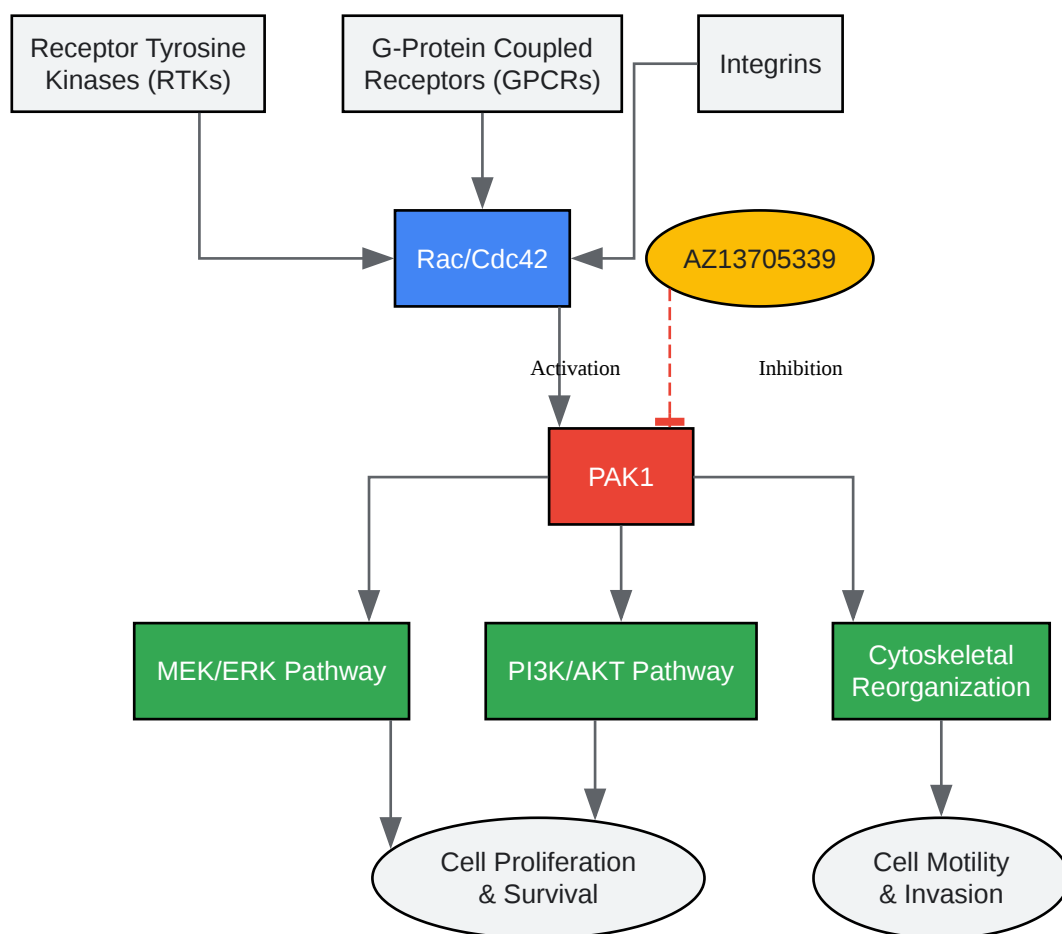 Receptor Tyrosine
Kinases (RTKs)
G-Protein Coupled
Receptors (GPCRs)
Integrins
Rac/Cdc42
AZ13705339
Activation
Inhibition
PAK1
MEK/ERK Pathway
PI3K/AKT Pathway
Cytoskeletal
Reorganization
Cell Proliferation
& Survival
Cell Motility
& Invasion